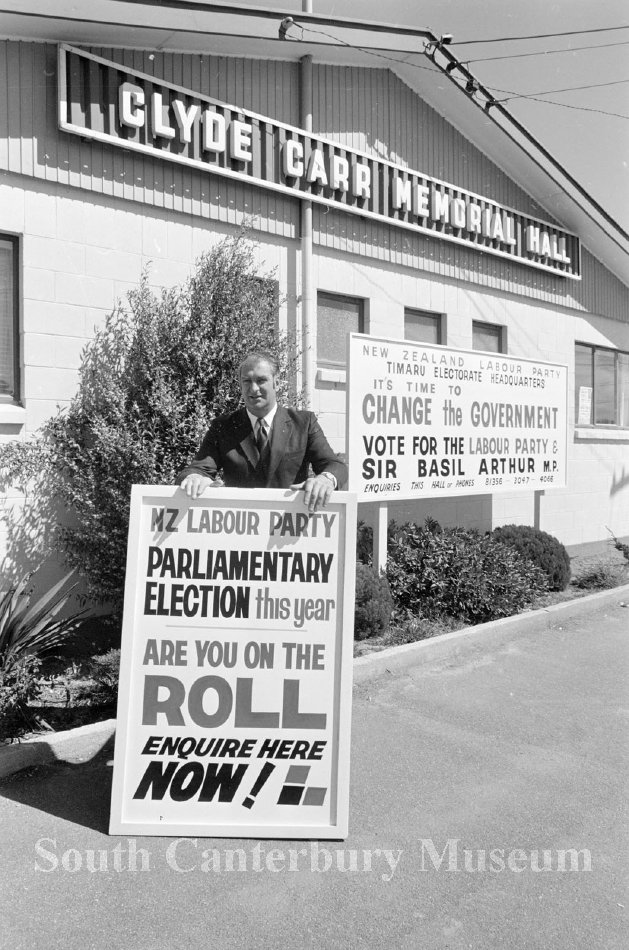 CLYDE CARR MEMORIAL HALL
NEW ZEALAND LABOUR PARTY
TIMARU ELECTORATE HEADQUARTERS
IT'S TIME TO
CHANGE the GOVERNMENT
VOTE FOR THE LABOUR PARTY &
SIR BASIL ARTHUR M.P.
ENQUIRIES THIS HALL or PHONES 81356 - 2047 - 4066
NZ LABOUR PARTY
PARLIAMENTARY
ELECTION this year
ARE YOU ON THE
ROLL
ENQUIRE HERE
NOW!
South Canterbury Museum